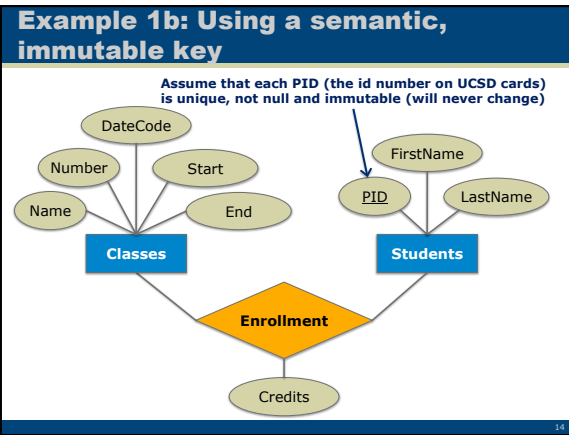 Example 1b: Using a semantic,
immutable key
Assume that each PID (the id number on UCSD cards)
is unique, not null and immutable (will never change)
DateCode
FirstName
Number
Start
PID
LastName
Name
End
Classes
Students
Enrollment
Credits
14